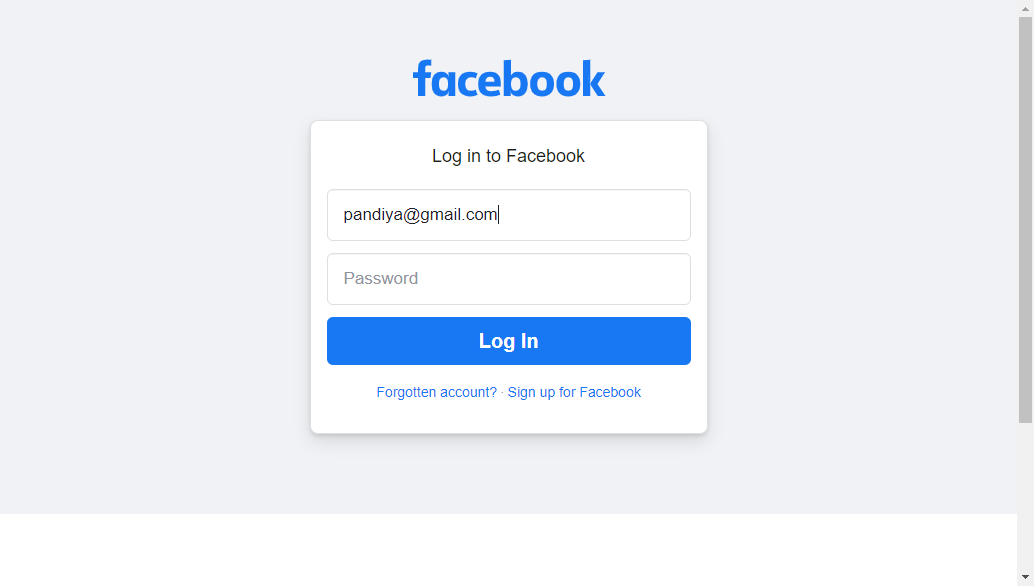 facebook
Log in to Facebook
pandiya@gmail.com
Password
Log In
Forgotten account? · Sign up for Facebook